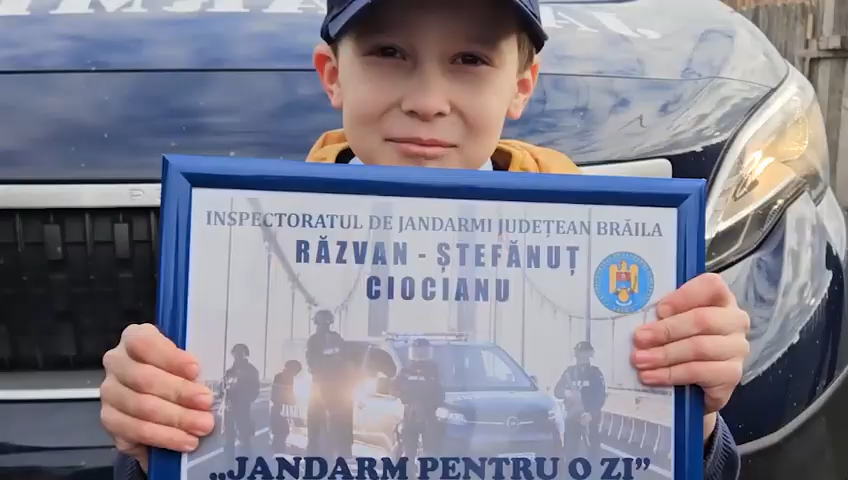 INSPECTORATUL DE JANDARMI JUDEȚEAN BRĂILA
RĂZVAN - ȘTEFĂNUȚ
CIOCIANU
„JANDARM PENTRU O ZI”